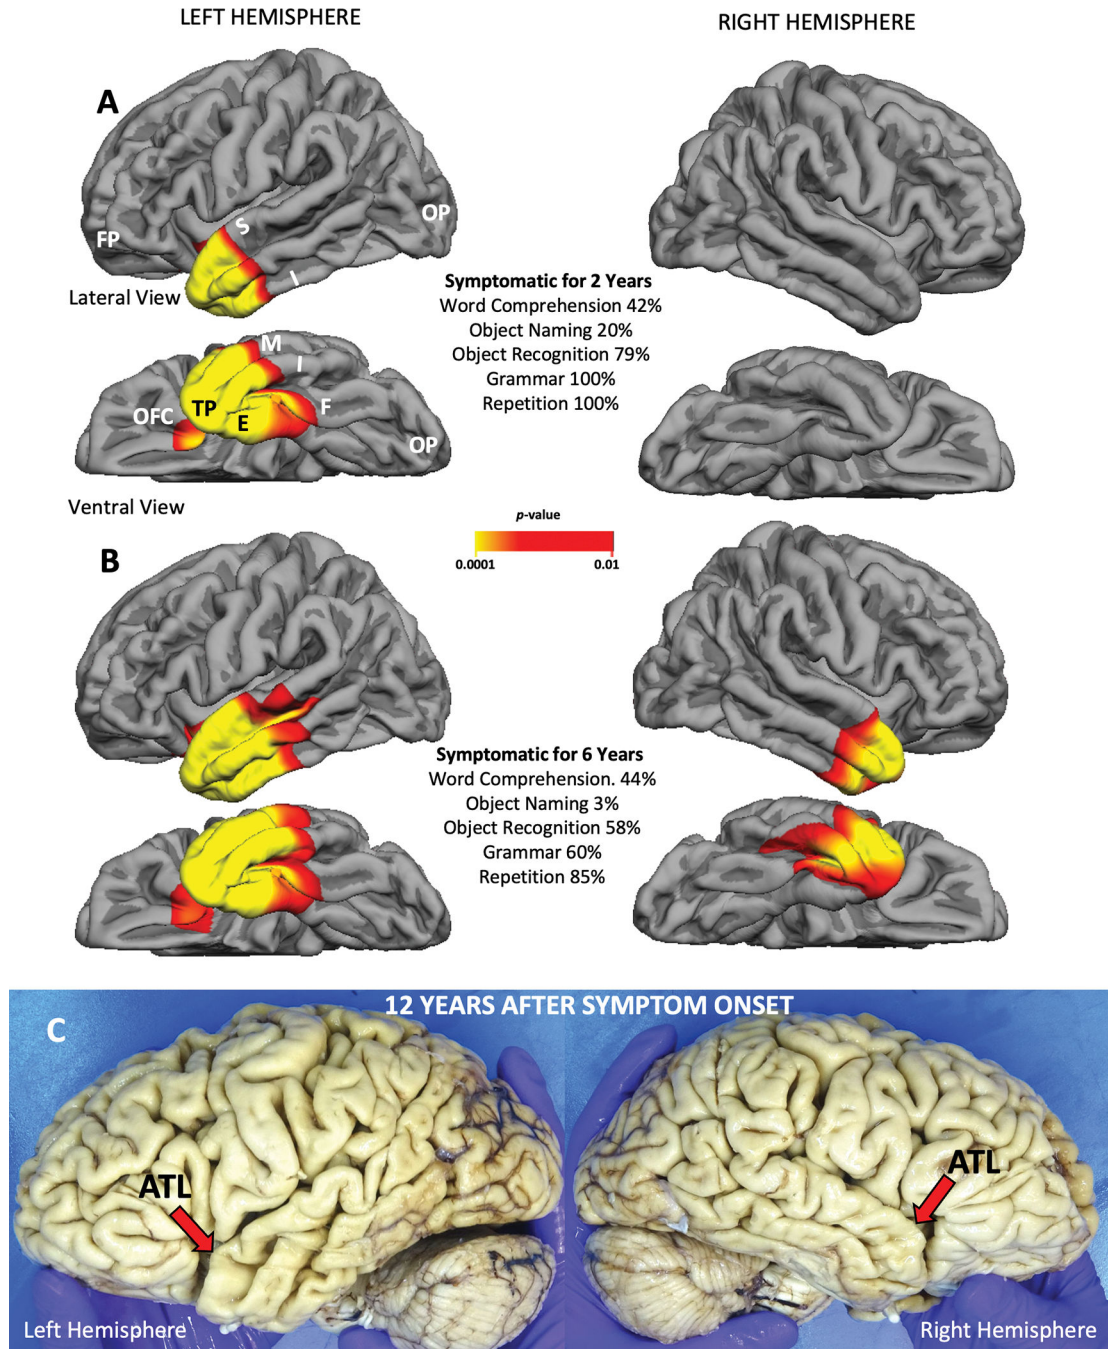 LEFT HEMISPHERE
RIGHT HEMISPHERE
A
S
OP
FP
I
Lateral View
Symptomatic for 2 Years
Word Comprehension 42%
Object Naming 20%
Object Recognition 79%
Grammar 100%
Repetition 100%
M
I
TP
F
OFC
E
OP
Ventral View
p-value
0.0001
0.01
B
Symptomatic for 6 Years
Word Comprehension. 44%
Object Naming 3%
Object Recognition 58%
Grammar 60%
Repetition 85%
12 YEARS AFTER SYMPTOM ONSET
C
ATL
ATL
Left Hemisphere
Right Hemisphere